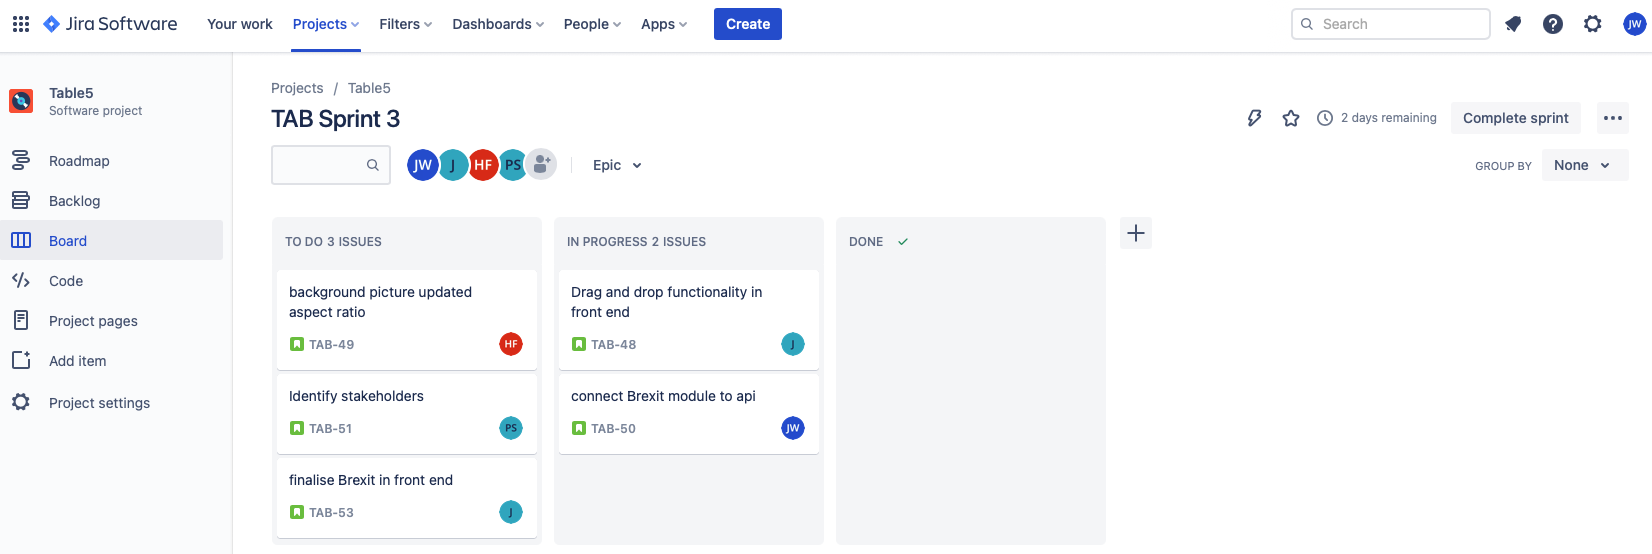 Jira Software
Your work
Projects
Filters
Dashboards
People
Apps
Create
Search
JW
Table5
Software project
Roadmap
Backlog
Board
Code
Project pages
Add item
Project settings
Projects / Table5
TAB Sprint 3
2 days remaining
Complete sprint
JW
J
HF
PS
Epic
GROUP BY
None
TO DO 3 ISSUES
background picture updated
aspect ratio
TAB-49
HF
Identify stakeholders
TAB-51
PS
finalise Brexit in front end
TAB-53
J
IN PROGRESS 2 ISSUES
Drag and drop functionality in
front end
TAB-48
J
connect Brexit module to api
TAB-50
JW
DONE